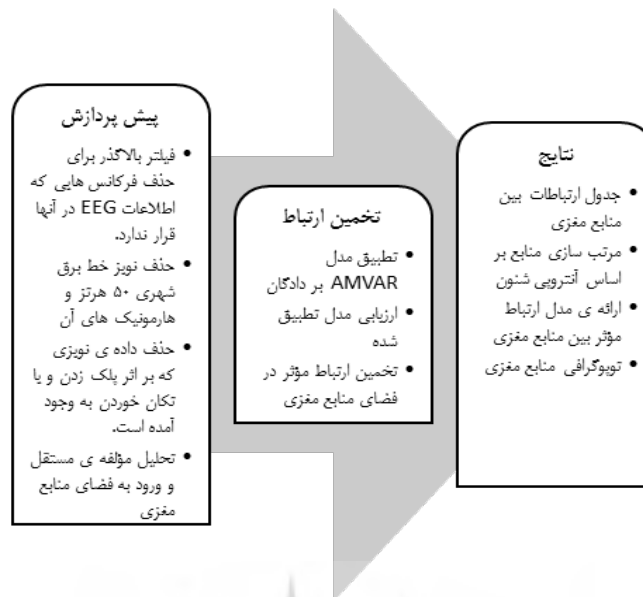 پیش پردازش
• فیلتر بالاگذر برای
حذف فرکانس هایی که
اطلاعات EEG در آنها
قرار ندارد.
• حذف نویز خط برق
شهری ۵۰ هرتز و
هارمونیک های آن
• حذف داده ی نویزی
که بر اثر پلک زدن و یا
تکان خوردن به وجود
آمده است.
• تحلیل مؤلفه ی مستقل
و ورود به فضای منابع
مغزی
تخمین ارتباط
• تطبیق مدل
AMVAR بر دادگان
• ارزیابی مدل تطبیق
شده
• تخمین ارتباط مؤثر در
فضای منابع مغزی
نتایج
• جدول ارتباطات بین
منابع مغزی
• مرتب سازی منابع بر
اساس آنتروپی شنون
• ارائه ی مدل ارتباط
مؤثر بین منابع مغزی
• توپوگرافی منابع مغزی